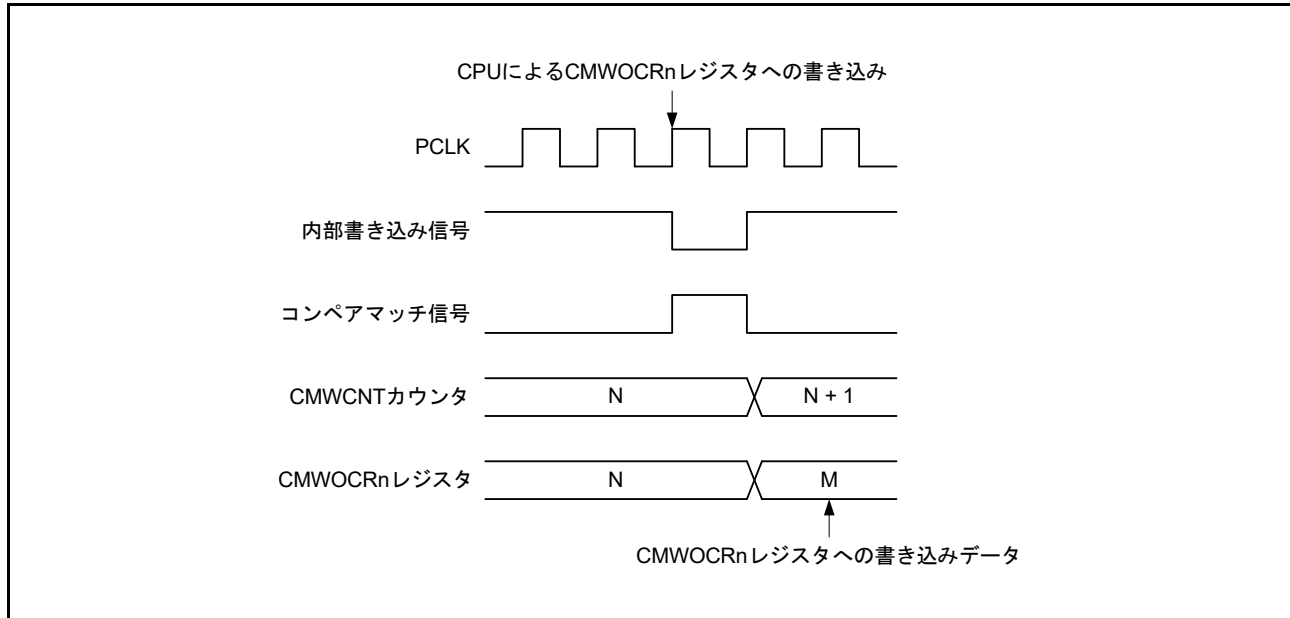 CPUによるCMWOCRnレジスタへの書き込み
PCLK
内部書き込み信号
コンペアマッチ信号
CMWCNTカウンタ N N + 1
CMWOCRnレジスタ N M
CMWOCRnレジスタへの書き込みデータ